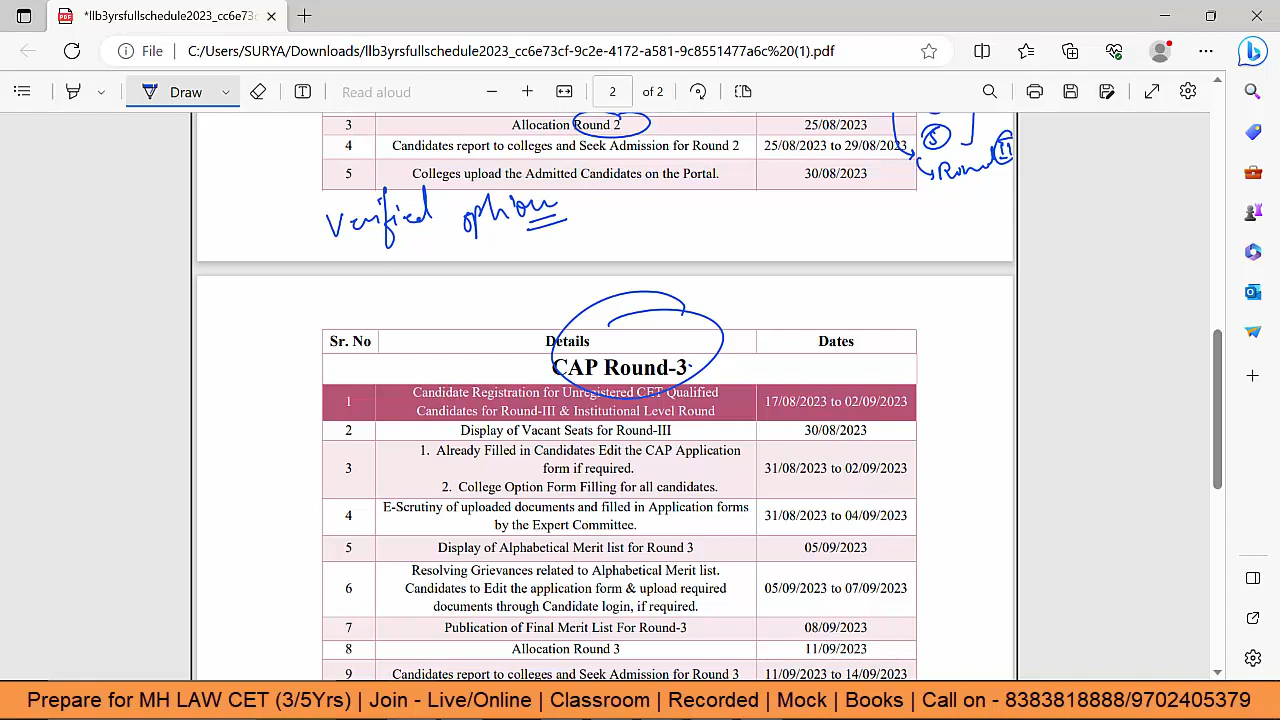 *llb3yrsfullschedule2023_cc6e73c
File
C:/Users/SURYA/Downloads/llb3yrsfullschedule2023_cc6e73cf-9c2e-4172-a581-9c8551477a6c%20(1).pdf
Draw
Read aloud
2
of 2
3 Allocation Round 2 25/08/2023
4 Candidates report to colleges and Seek Admission for Round 2 25/08/2023 to 29/08/2023
5 Colleges upload the Admitted Candidates on the Portal. 30/08/2023
5
Round II
Verified option
Sr. No Details Dates
CAP Round-3
1 Candidate Registration for Unregistered CET Qualified
Candidates for Round-III & Institutional Level Round 17/08/2023 to 02/09/2023
2 Display of Vacant Seats for Round-III 30/08/2023
3 1. Already Filled in Candidates Edit the CAP Application
form if required.
2. College Option Form Filling for all candidates. 31/08/2023 to 02/09/2023
4 E-Scrutiny of uploaded documents and filled in Application forms
by the Expert Committee. 31/08/2023 to 04/09/2023
5 Display of Alphabetical Merit list for Round 3 05/09/2023
6 Resolving Grievances related to Alphabetical Merit list.
Candidates to Edit the application form & upload required
documents through Candidate login, if required. 05/09/2023 to 07/09/2023
7 Publication of Final Merit List For Round-3 08/09/2023
8 Allocation Round 3 11/09/2023
9 Candidates report to colleges and Seek Admission for Round 3 11/09/2023 to 14/09/2023
Prepare for MH LAW CET (3/5Yrs) | Join - Live/Online | Classroom | Recorded | Mock | Books | Call on - 8383818888/9702405379